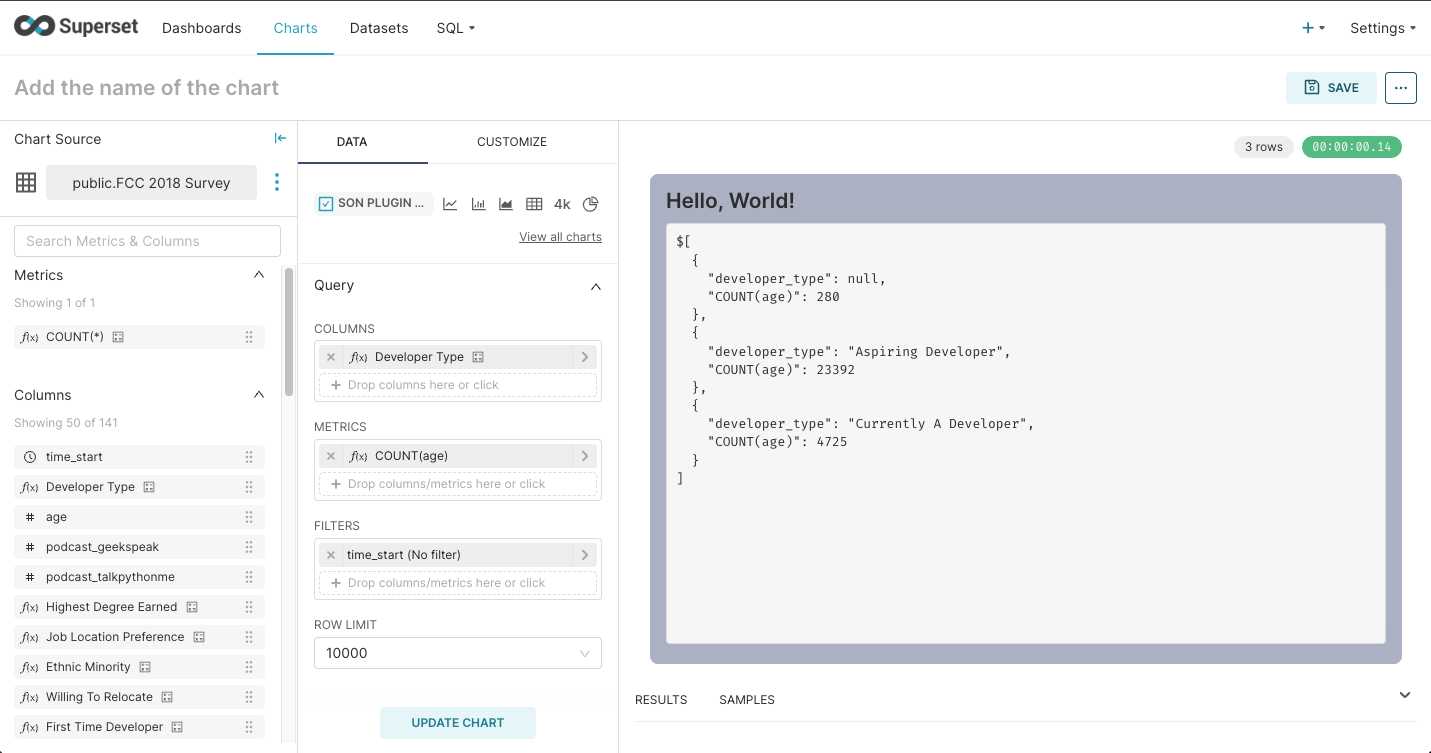 Superset
Dashboards
Charts
Datasets
SQL
Settings
Add the name of the chart
SAVE
Chart Source
public.FCC 2018 Survey
Search Metrics & Columns
Metrics
Showing 1 of 1
f(x) COUNT(*)
Columns
Showing 50 of 141
time_start
f(x) Developer Type
# age
# podcast_geekspeak
# podcast_talkpythonme
f(x) Highest Degree Earned
f(x) Job Location Preference
f(x) Ethnic Minority
f(x) Willing To Relocate
f(x) First Time Developer
DATA
CUSTOMIZE
SON PLUGIN ...
4k
View all charts
Query
COLUMNS
f(x) Developer Type
+ Drop columns here or click
METRICS
f(x) COUNT(age)
+ Drop columns/metrics here or click
FILTERS
time_start (No filter)
+ Drop columns/metrics here or click
ROW LIMIT
10000
UPDATE CHART
3 rows
00:00:00.14
Hello, World!
$[
  {
    "developer_type": null,
    "COUNT(age)": 280
  },
  {
    "developer_type": "Aspiring Developer",
    "COUNT(age)": 23392
  },
  {
    "developer_type": "Currently A Developer",
    "COUNT(age)": 4725
  }
]
RESULTS
SAMPLES